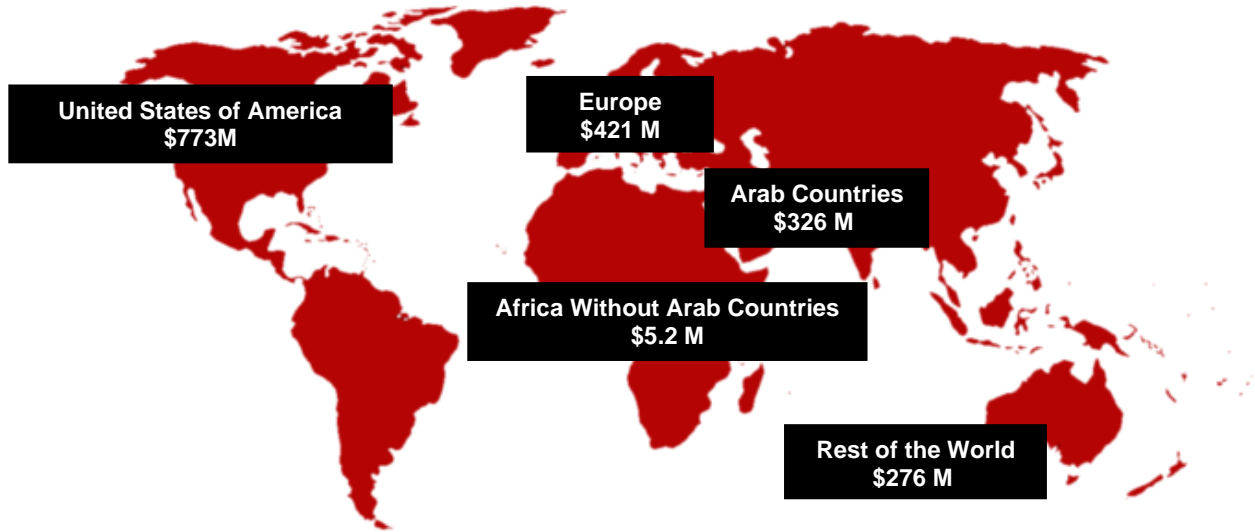 United States of America
$773M
Europe
$421 M
Arab Countries
$326 M
Africa Without Arab Countries
$5.2 M
Rest of the World
$276 M